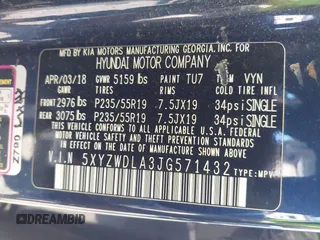 MFD BY KIA MOTORS MANUFACTURING GEORGIA, INC. FOR
HYUNDAI MOTOR COMPANY
APR/03/18 GVWR 5159 lbs PAINT TU7 VYN
GAWR TIRE RIM COLD TIRE INFL
FRONT 2976 lbs P235/55R19 7.5JX19 34psi SINGLE
REAR 3075 lbs P235/55R19 7.5JX19 34psi SINGLE
THIS VEHICLE CONFORMS TO ALL APPLICABLE FEDERAL
MOTOR VEHICLE SAFETY AND THEFT PREVENTION STANDARDS
IN EFFECT ON THE DATE OF MANUFACTURE SHOWN ABOVE.
V.I.N 5XYZWDLA3JG571432 TYPE:MPV
DREAMBID